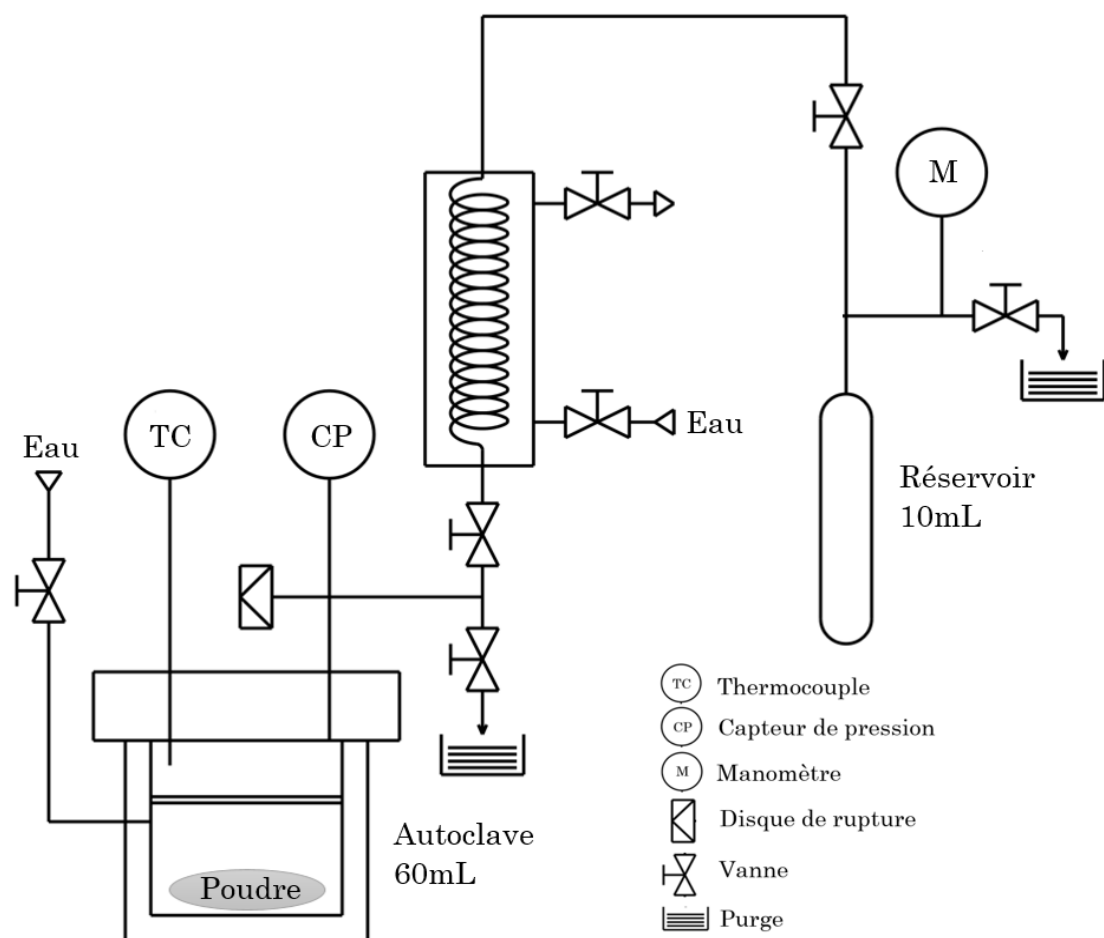 M
TC
CP
Eau
Eau
Réservoir
10mL
Autoclave
60mL
Poudre
TC Thermocouple
CP Capteur de pression
M Manomètre
Disque de rupture
Vanne
Purge